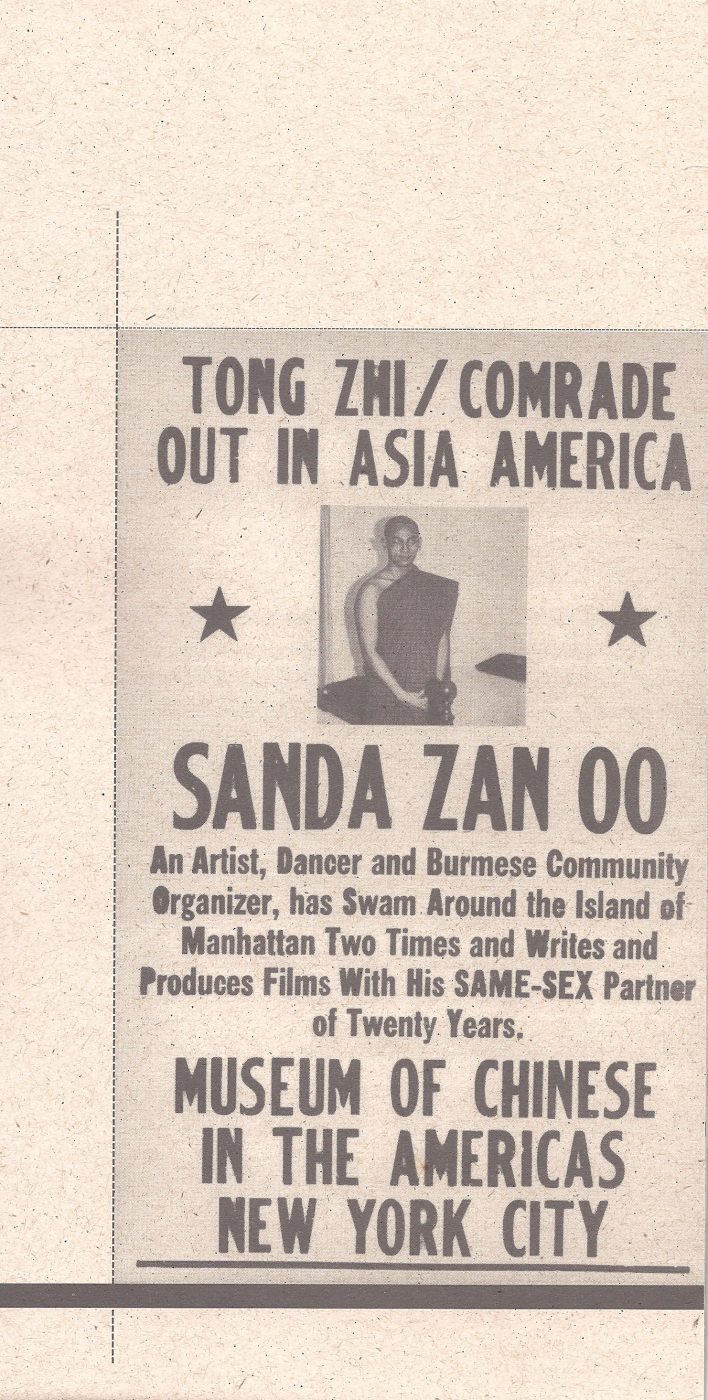 TONG ZHI/COMRADE
OUT IN ASIA AMERICA
SANDA ZAN OO
An Artist, Dancer and Burmese Community
Organizer, has Swam Around the Island of
Manhattan Two Times and Writes and
Produces Films With His SAME-SEX Partner
of Twenty Years.
MUSEUM OF CHINESE
IN THE AMERICAS
NEW YORK CITY